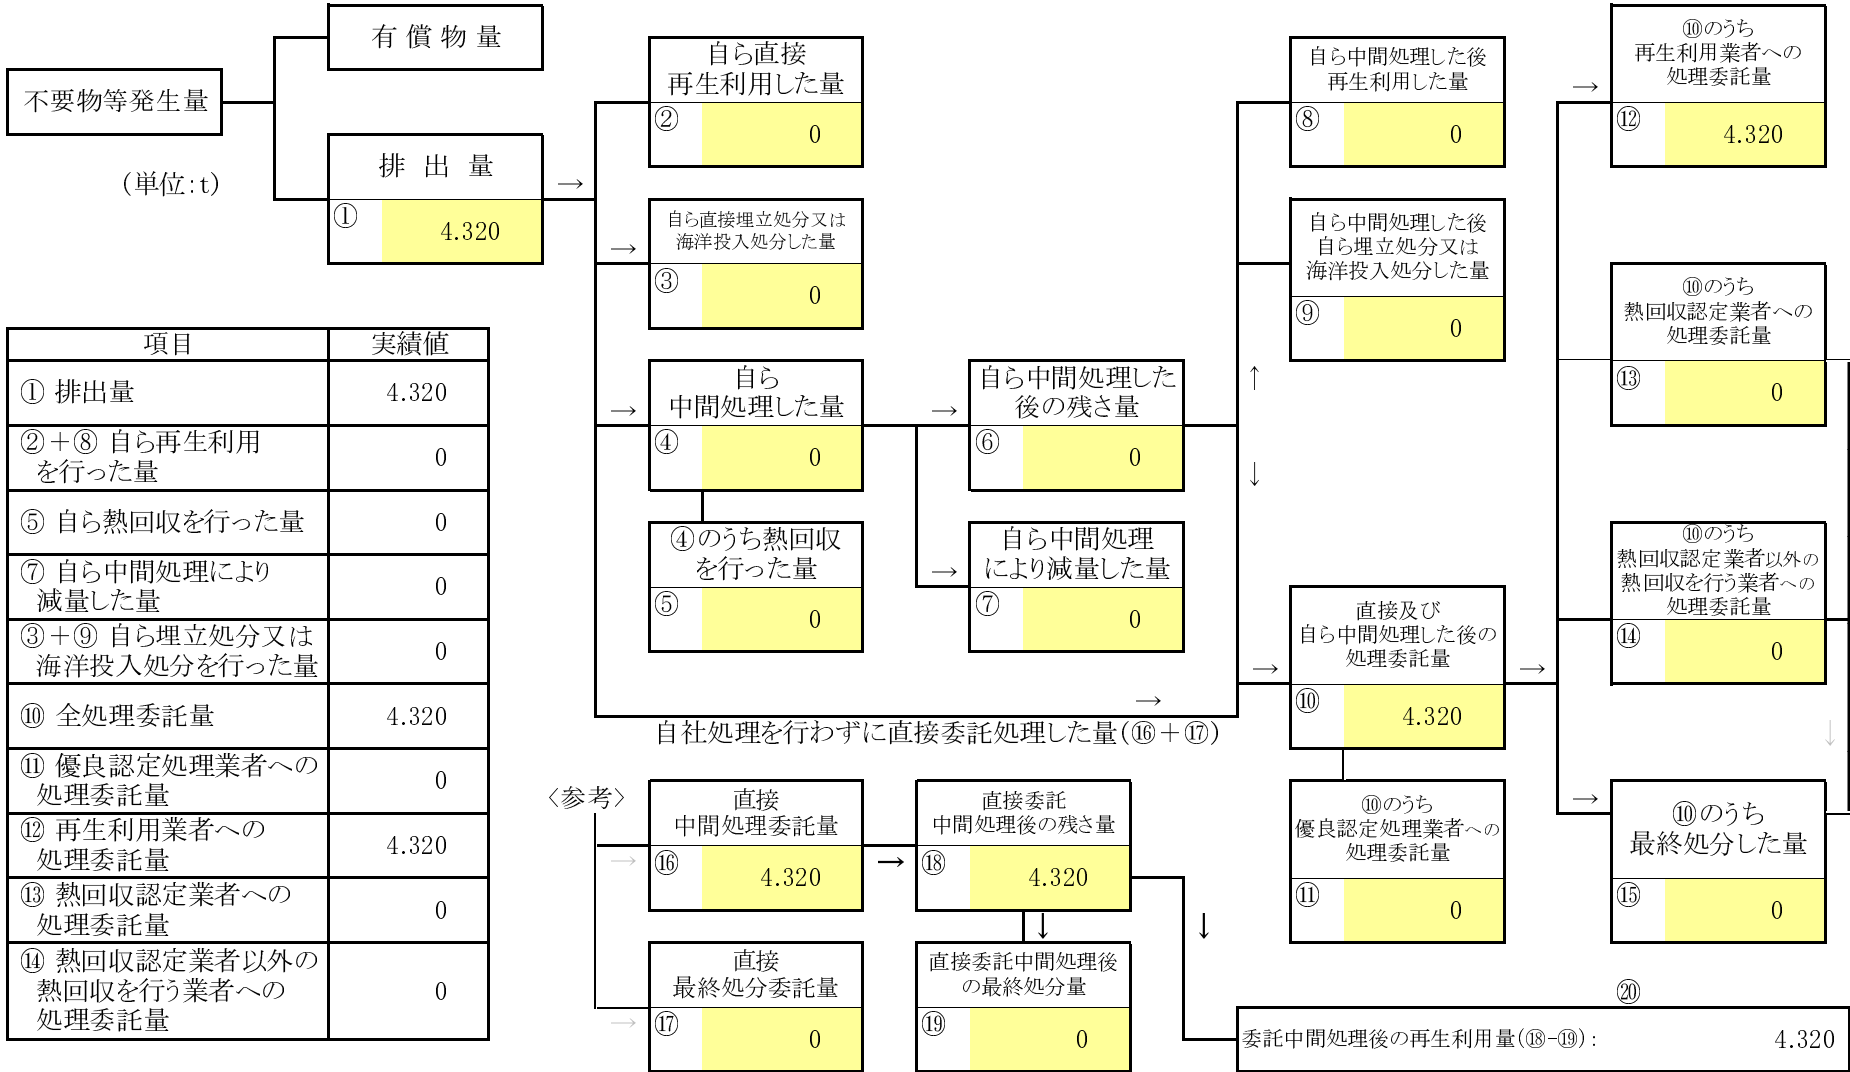 有 償 物 量
不要物等発生量
(単位:t)
排 出 量
→
①
4.320
自ら直接
再生利用した量
②
0
→
自ら直接埋立処分又は
海洋投入処分した量
③
0
→
自ら
中間処理した量
④
0
④のうち熱回収
を行った量
⑤
0
→
自ら中間処理した
後の残さ量
⑥
0
→
自ら中間処理
により減量した量
⑦
0
自ら中間処理した後
再生利用した量
⑧
0
自ら中間処理した後
自ら埋立処分又は
海洋投入処分した量
⑨
0
↑
↓
→
自社処理を行わずに直接委託処理した量(⑯+⑰)
→
直接及び
自ら中間処理した後の
処理委託量
⑩
4.320
→
⑩のうち
優良認定処理業者への
処理委託量
⑪
0
→
⑩のうち
再生利用業者への
処理委託量
⑫
4.320
⑩のうち
熱回収認定業者への
処理委託量
⑬
0
⑩のうち
熱回収認定業者以外の
熱回収を行う業者への
処理委託量
⑭
0
↓
→
⑩のうち
最終処分した量
⑮
0
項目 実績値
① 排出量 4.320
②+⑧ 自ら再生利用
を行った量 0
⑤ 自ら熱回収を行った量 0
⑦ 自ら中間処理により
減量した量 0
③+⑨ 自ら埋立処分又は
海洋投入処分を行った量 0
⑩ 全処理委託量 4.320
⑪ 優良認定処理業者への
処理委託量 0
⑫ 再生利用業者への
処理委託量 4.320
⑬ 熱回収認定業者への
処理委託量 0
⑭ 熱回収認定業者以外の
熱回収を行う業者への
処理委託量 0
〈参考〉
→
直接
中間処理委託量
⑯
4.320
→
直接委託
中間処理後の残さ量
⑱
4.320
↓
↓
→
直接
最終処分委託量
⑰
0
直接委託中間処理後
の最終処分量
⑲
0
⑳
委託中間処理後の再生利用量(⑱-⑲): 4.320